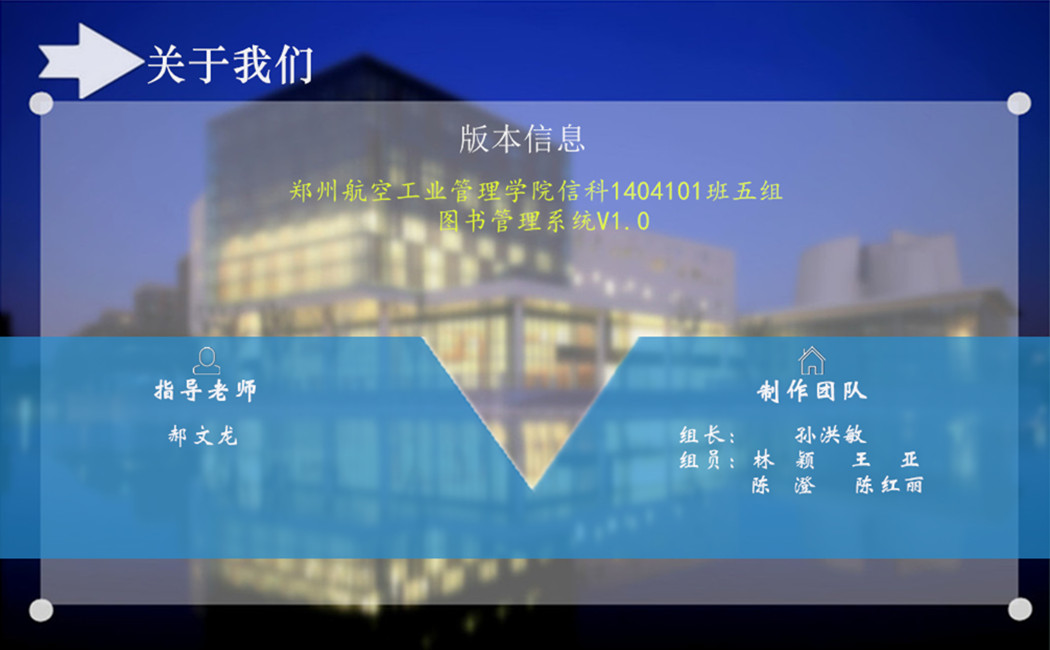 关于我们
版本信息
郑州航空工业管理学院信科1404101班五组
图书管理系统V1.0
指导老师
郝文龙
制作团队
组长： 孙洪敏
组员：林 颖 王 亚
陈 澄 陈红丽